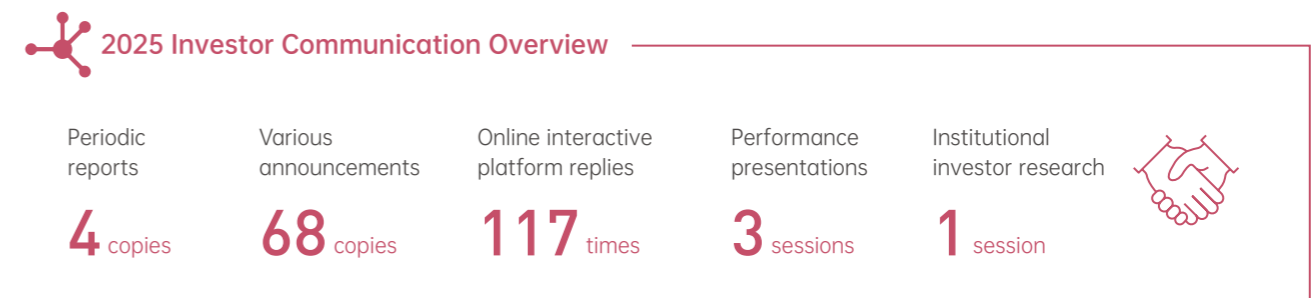 2025 Investor Communication Overview
Periodic
reports
4 copies
Various
announcements
68 copies
Online interactive
platform replies
117 times
Performance
presentations
3 sessions
Institutional
investor research
1 session